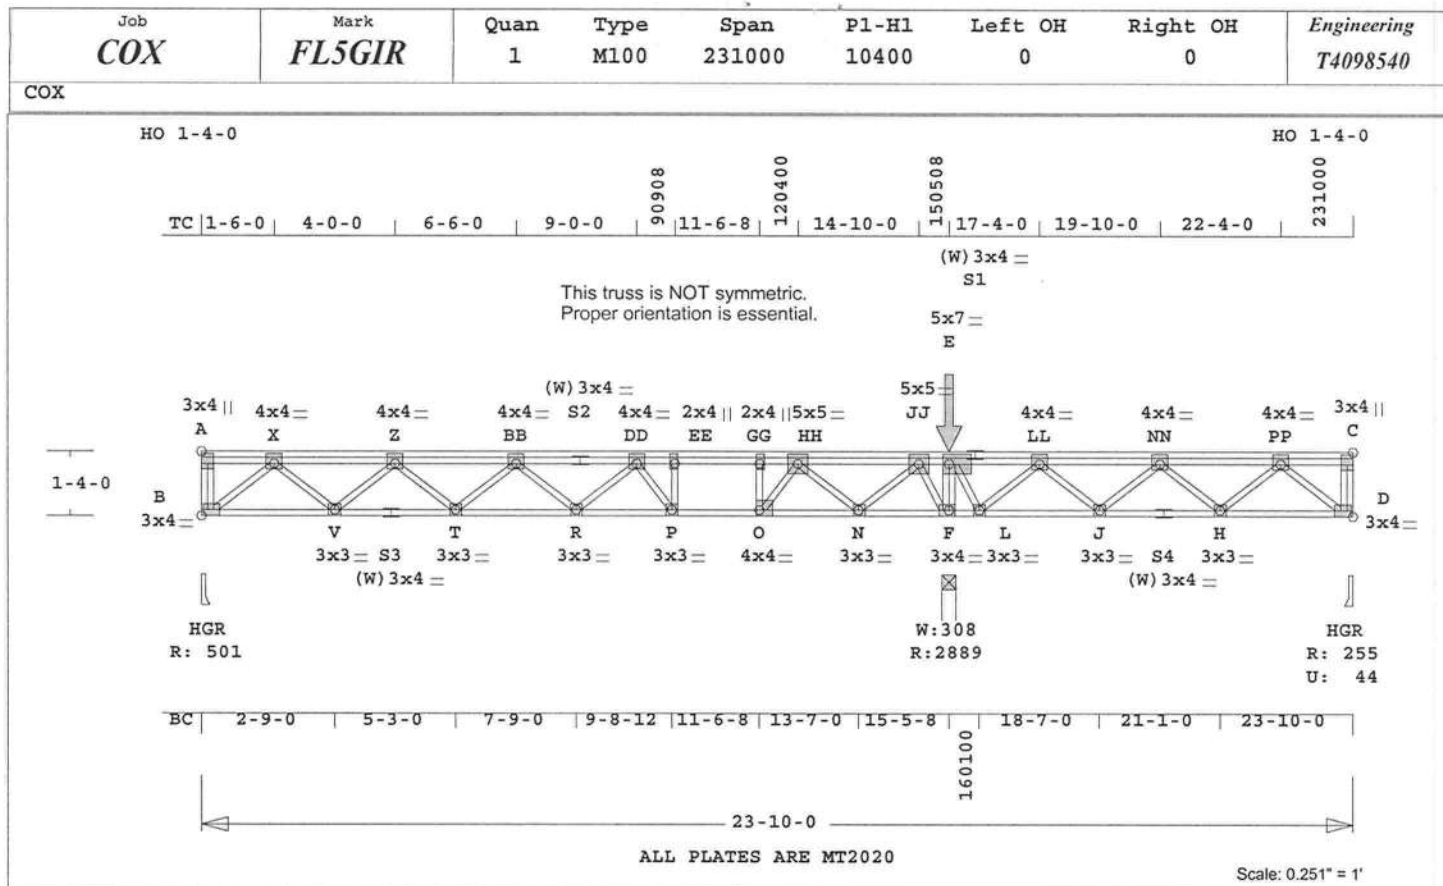 Job Mark Quan Type Span P1-H1 Left OH Right OH Engineering
COX FL5GIR 1 M100 231000 10400 0 0 T4098540
COX
HO 1-4-0 HO 1-4-0
90908 120400 150508 231000
TC 1-6-0 4-0-0 6-6-0 9-0-0 11-6-8 14-10-0 17-4-0 19-10-0 22-4-0
(W) 3x4 =
S1
This truss is NOT symmetric.
Proper orientation is essential.
5x7 =
E
(W) 3x4 = 5x5 =
3x4 || 4x4 = 4x4 = 4x4 = S2 4x4 = 2x4 || 2x4 || 5x5 = JJ 4x4 = 4x4 = 4x4 = 3x4 ||
A X Z BB DD EE GG HH LL NN PP C
1-4-0
B D
3x4 = 3x4 =
V T R P O N F L J H
3x3 = S3 3x3 = 3x3 = 3x3 = 4x4 = 3x3 = 3x4 = 3x3 = 3x3 = S4 3x3 =
(W) 3x4 = (W) 3x4 =
HGR W:308 HGR
R: 501 R:2889 R: 255
U: 44
BC 2-9-0 5-3-0 7-9-0 9-8-12 11-6-8 13-7-0 15-5-8 18-7-0 21-1-0 23-10-0
160100
23-10-0
ALL PLATES ARE MT2020
Scale: 0.251" = 1'